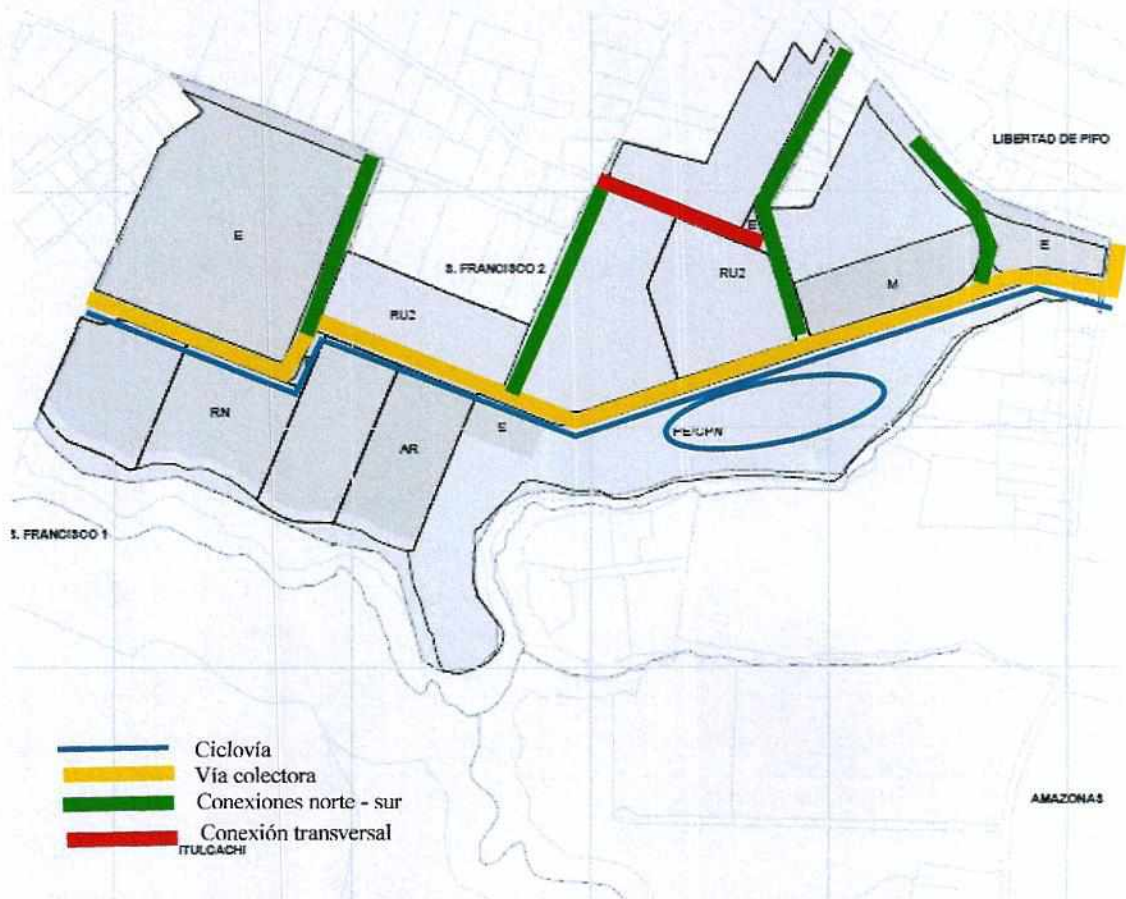 LIBERTAD DE PIFO
E
E
E
S. FRANCISCO 2
RU2
M
RU2
RN
E
AR
PE/CPN
S. FRANCISCO 1
Ciclovía
Vía colectora
Conexiones norte - sur
Conexión transversal
ITULCACHI
AMAZONAS